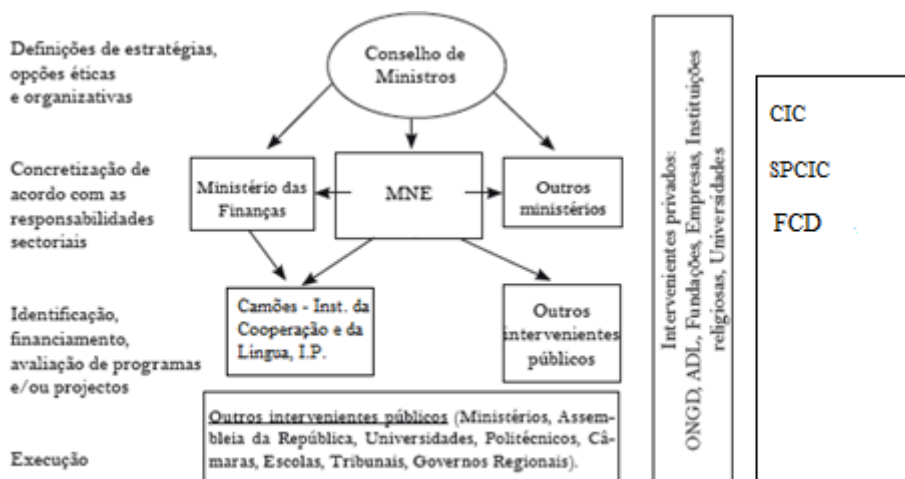 Definições de estratégias,
opções éticas
e organizativas
Conselho de
Ministros
Concretização de
acordo com as
responsabilidades
sectoriais
Ministério das
Finanças
MNE
Outros
ministérios
Identificação,
financiamento,
avaliação de programas
e/ou projectos
Camões - Inst. da
Cooperação e da
Língua, I.P.
Outros
intervenientes
públicos
Execução
Outros intervenientes públicos (Ministérios, Assem-
bleia da República, Universidades, Politécnicos, Câ-
maras, Escolas, Tribunais, Governos Regionais).
Intervenientes privados:
ONGD, ADL, Fundações, Empresas, Instituições
religiosas, Universidades
CIC
SPCIC
FCD